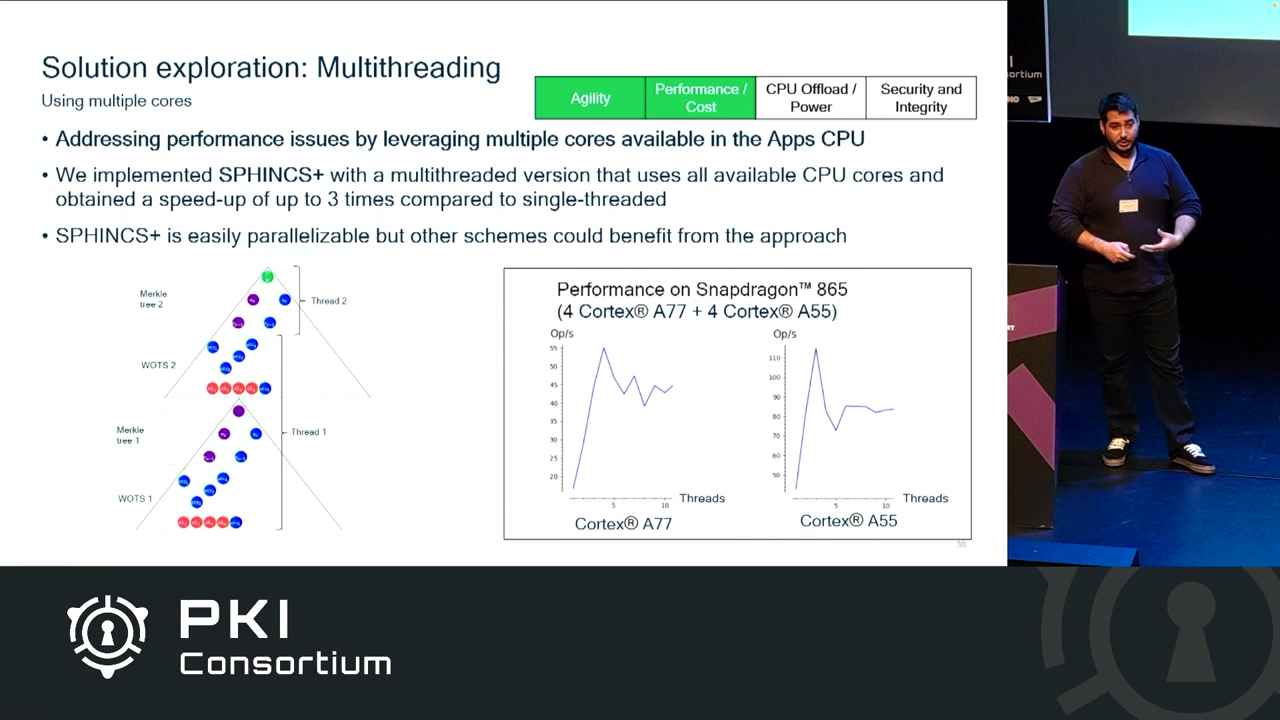 Solution exploration: Multithreading
Using multiple cores
Agility
Performance /
Cost
CPU Offload /
Power
Security and
Integrity
• Addressing performance issues by leveraging multiple cores available in the Apps CPU
• We implemented SPHINCS+ with a multithreaded version that uses all available CPU cores and
obtained a speed-up of up to 3 times compared to single-threaded
• SPHINCS+ is easily parallelizable but other schemes could benefit from the approach
Merkle
tree 2
Thread 2
WOTS 2
Merkle
tree 1
Thread 1
WOTS 1
Performance on Snapdragon™ 865
(4 Cortex® A77 + 4 Cortex® A55)
Op/s
55
50
45
40
35
30
25
20
5
10
Threads
Cortex® A77
Op/s
110
100
90
80
70
60
50
5
10
Threads
Cortex® A55
30
PKI
Consortium